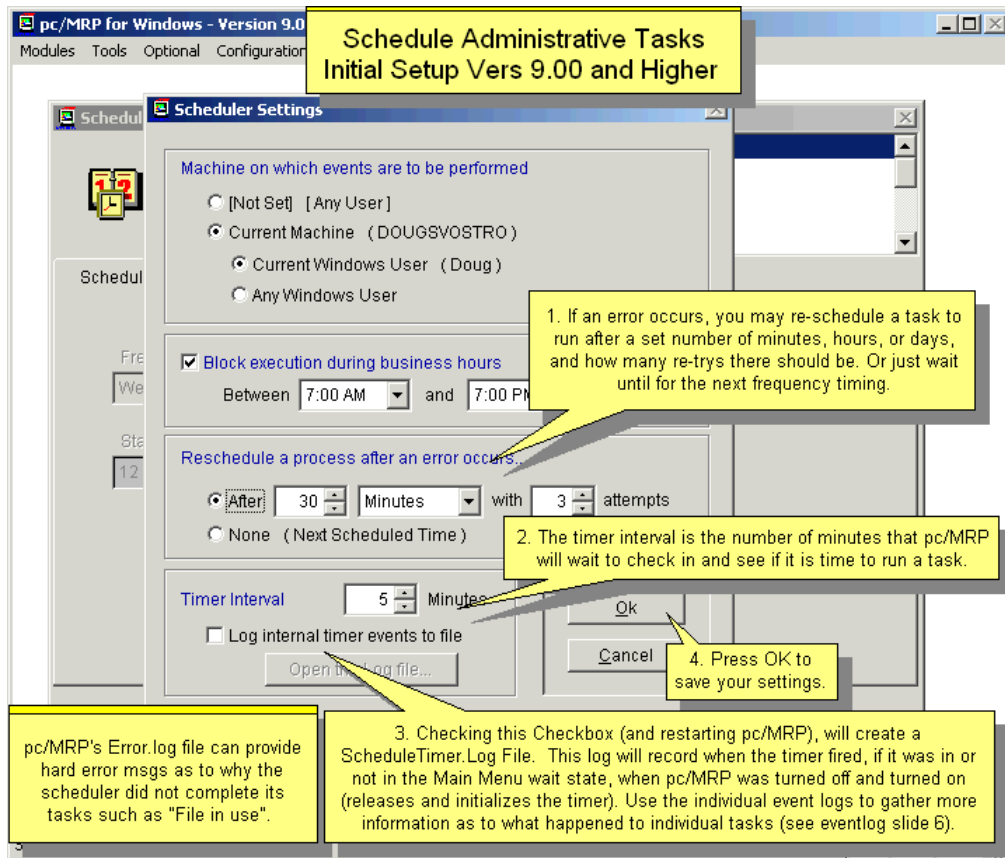 pc/MRP for Windows - Version 9.0
Modules Tools Optional Configuration
Schedule Administrative Tasks
Initial Setup Vers 9.00 and Higher
Schedul
Scheduler Settings
Machine on which events are to be performed
[Not Set] [ Any User ]
Current Machine ( DOUGSVOSTRO )
Current Windows User ( Doug )
Any Windows User
Schedul
Fre
We
Sta
12
1. If an error occurs, you may re-schedule a task to
run after a set number of minutes, hours, or days,
and how many re-trys there should be. Or just wait
until for the next frequency timing.
Block execution during business hours
Between 7:00 AM and 7:00 PM
Reschedule a process after an error occurs...
After 30 Minutes with 3 attempts
None ( Next Scheduled Time )
2. The timer interval is the number of minutes that pc/MRP
will wait to check in and see if it is time to run a task.
Timer Interval 5 Minutes
Log internal timer events to file
Open the Log file...
Ok
Cancel
4. Press OK to
save your settings.
pc/MRP's Error.log file can provide
hard error msgs as to why the
scheduler did not complete its
tasks such as "File in use".
3. Checking this Checkbox (and restarting pc/MRP), will create a
ScheduleTimer.Log File. This log will record when the timer fired, if it was in or
not in the Main Menu wait state, when pc/MRP was turned off and turned on
(releases and initializes the timer). Use the individual event logs to gather more
information as to what happened to individual tasks (see eventlog slide 6).